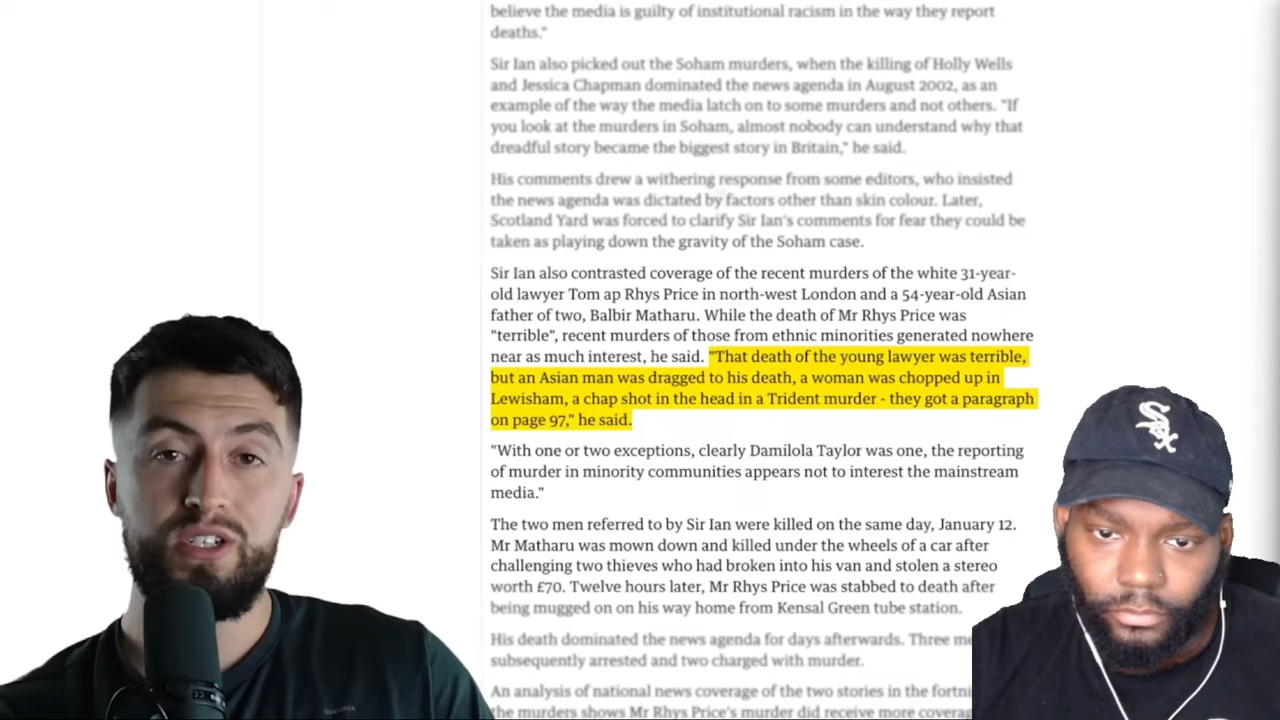 believe the media is guilty of institutional racism in the way they report
deaths."
Sir Ian also picked out the Soham murders, when the killing of Holly Wells
and Jessica Chapman dominated the news agenda in August 2002, as an
example of the way the media latch on to some murders and not others. "If
you look at the murders in Soham, almost nobody can understand why that
dreadful story became the biggest story in Britain," he said.
His comments drew a withering response from some editors, who insisted
the news agenda was dictated by factors other than skin colour. Later,
Scotland Yard was forced to clarify Sir Ian's comments for fear they could be
taken as playing down the gravity of the Soham case.
Sir Ian also contrasted coverage of the recent murders of the white 31-year-
old lawyer Tom ap Rhys Price in north-west London and a 54-year-old Asian
father of two, Balbir Matharu. While the death of Mr Rhys Price was
"terrible", recent murders of those from ethnic minorities generated nowhere
near as much interest, he said. "That death of the young lawyer was terrible,
but an Asian man was dragged to his death, a woman was chopped up in
Lewisham, a chap shot in the head in a Trident murder - they got a paragraph
on page 97," he said.
"With one or two exceptions, clearly Damilola Taylor was one, the reporting
of murder in minority communities appears not to interest the mainstream
media."
The two men referred to by Sir Ian were killed on the same day, January 12.
Mr Matharu was mown down and killed under the wheels of a car after
challenging two thieves who had broken into his van and stolen a stereo
worth £70. Twelve hours later, Mr Rhys Price was stabbed to death after
being mugged on on his way home from Kensal Green tube station.
His death dominated the news agenda for days afterwards. Three
subsequently arrested and two charged with murder.
An analysis of national news coverage of the two stories in the
the murders shows Mr Rhys Price's murder did receive more
Sox